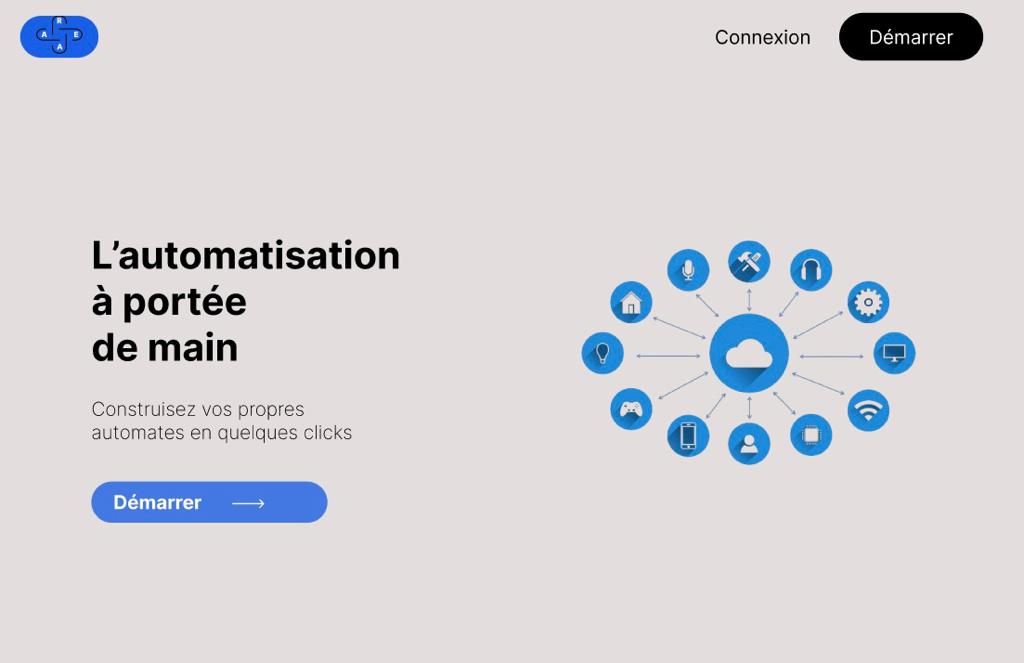 R
A E
A
Connexion
Démarrer
L’automatisation
à portée
de main
Construisez vos propres
automates en quelques clicks
Démarrer